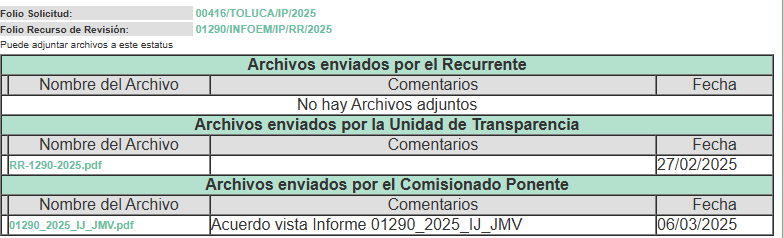 Folio Solicitud: 00416/TOLUCA/IP/2025
Folio Recurso de Revisión: 01290/INFOEM/IP/RR/2025
Puede adjuntar archivos a este estatus
Archivos enviados por el Recurrente
Nombre del Archivo Comentarios Fecha
No hay Archivos adjuntos
Archivos enviados por la Unidad de Transparencia
Nombre del Archivo Comentarios Fecha
RR-1290-2025.pdf 27/02/2025
Archivos enviados por el Comisionado Ponente
Nombre del Archivo Comentarios Fecha
01290_2025_IJ_JMV.pdf Acuerdo vista Informe 01290_2025_IJ_JMV 06/03/2025